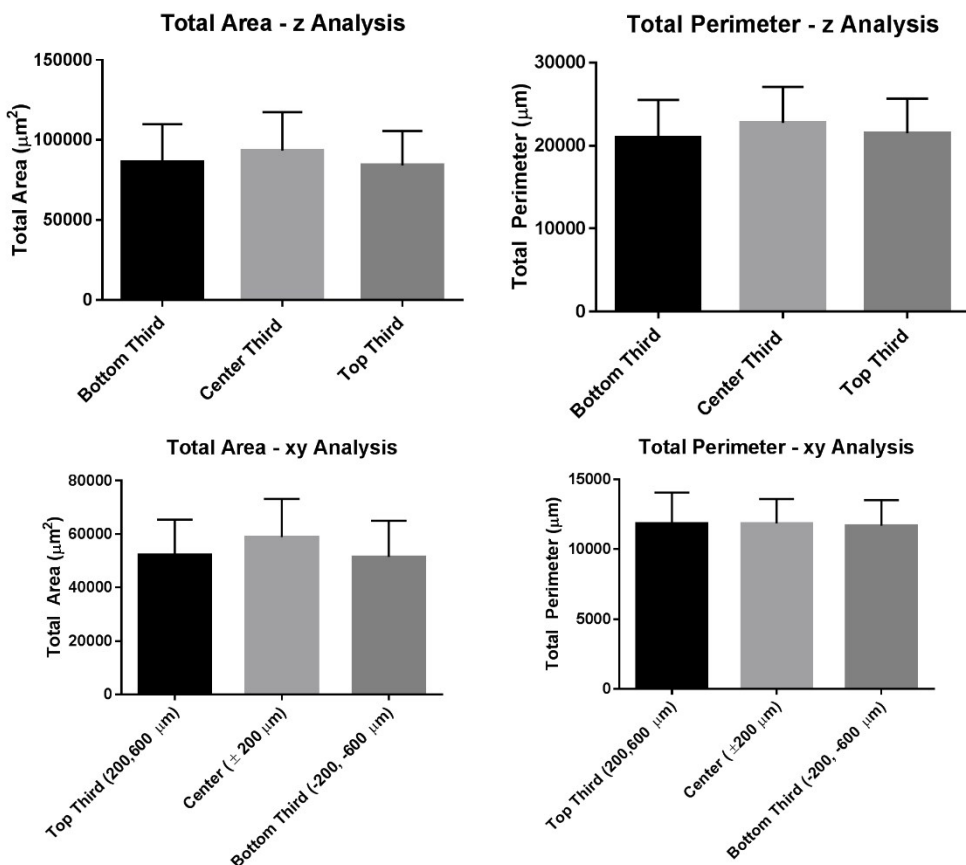 Total Area - z Analysis
Total Area (μm²)
150000
100000
50000
0
Bottom Third
Center Third
Top Third
Total Perimeter - z Analysis
Total Perimeter (μm)
30000
20000
10000
0
Bottom Third
Center Third
Top Third
Total Area - xy Analysis
Total Area (μm²)
80000
60000
40000
20000
0
Top Third (200,600 μm)
Center (± 200 μm)
Bottom Third (-200, -600 μm)
Total Perimeter - xy Analysis
Total Perimeter (μm)
15000
10000
5000
0
Top Third (200,600 μm)
Center (±200 μm)
Bottom Third (-200, -600 μm)